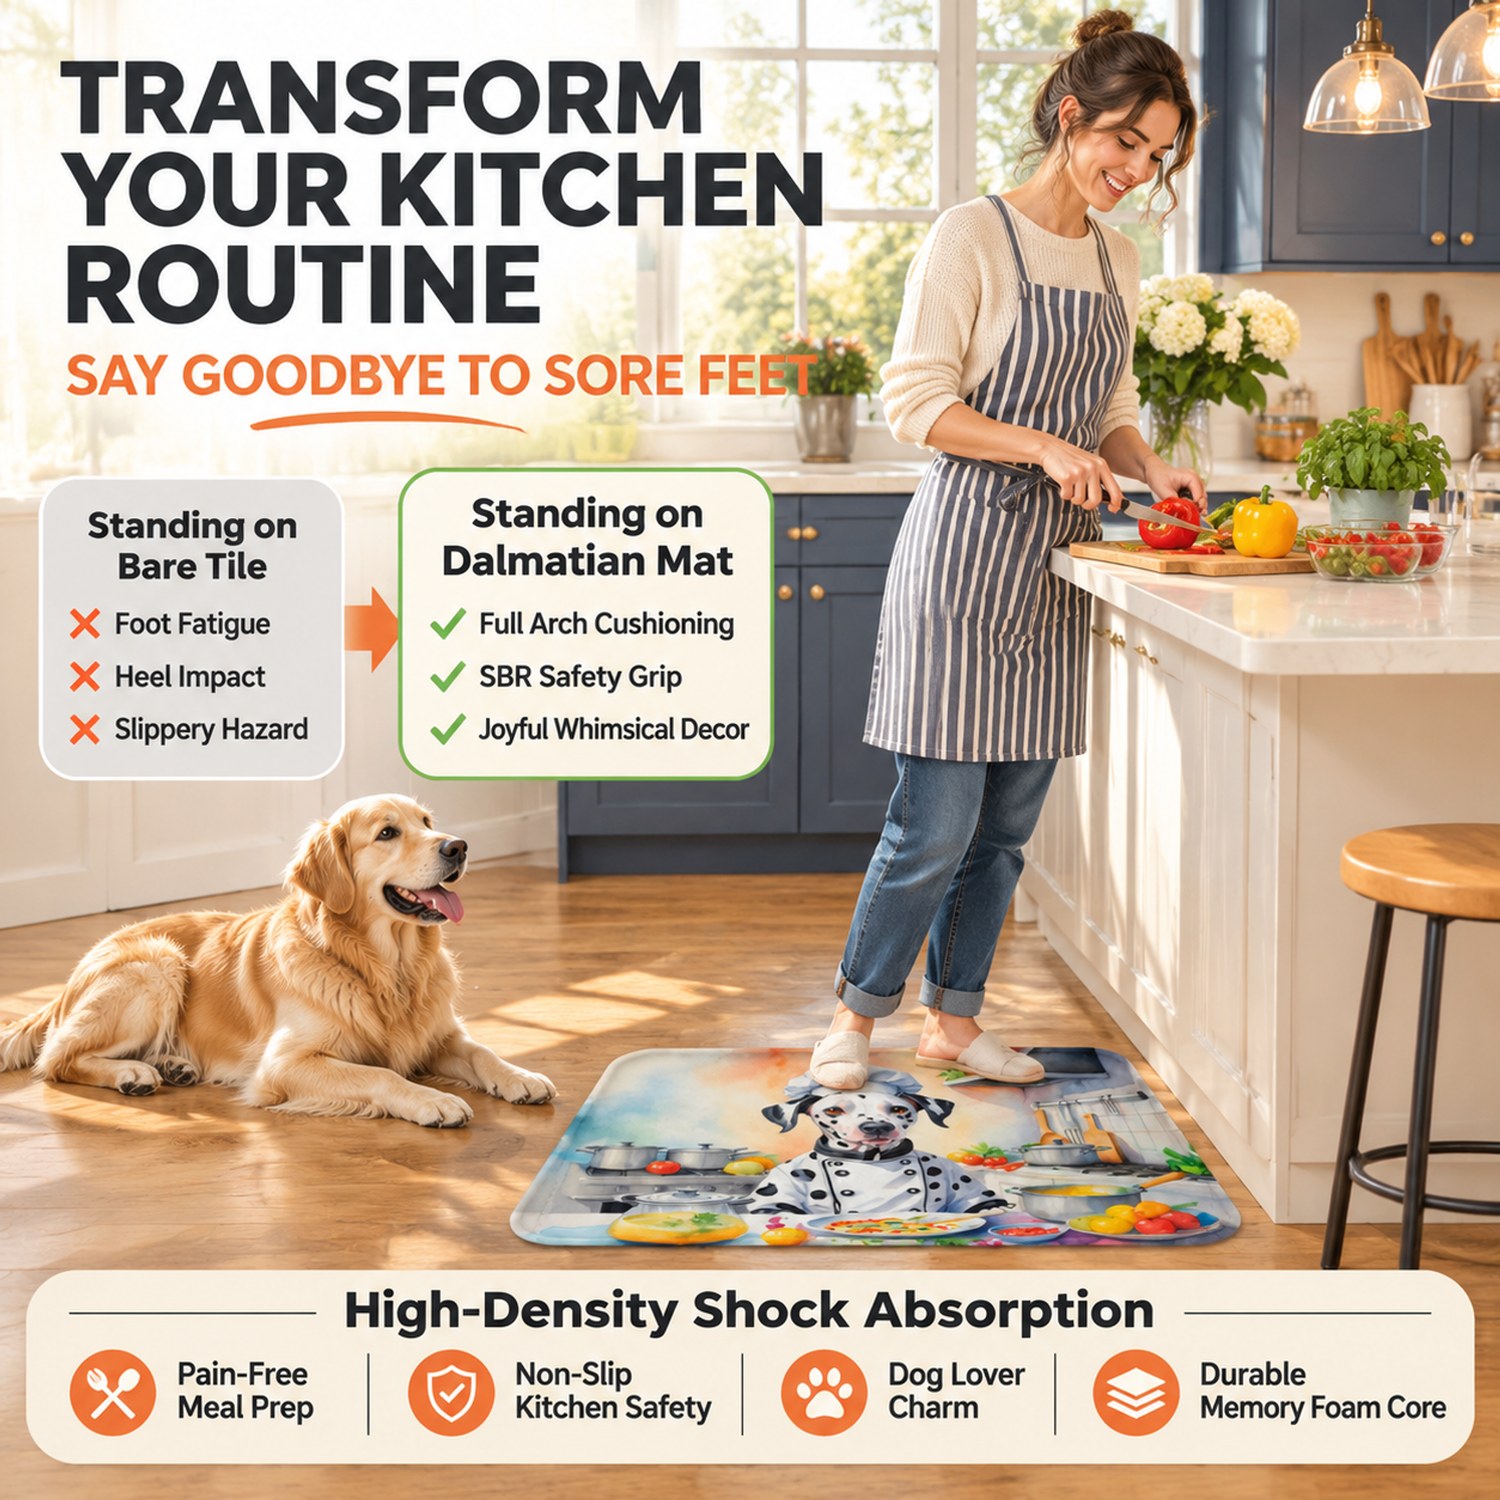 TRANSFORM
YOUR KITCHEN
ROUTINE
SAY GOODBYE TO SORE FEET
Standing on
Bare Tile
Foot Fatigue
Heel Impact
Slippery Hazard
Standing on
Dalmatian Mat
Full Arch Cushioning
SBR Safety Grip
Joyful Whimsical Decor
High-Density Shock Absorption
Pain-Free
Meal Prep
Non-Slip
Kitchen Safety
Dog Lover
Charm
Durable
Memory Foam Core